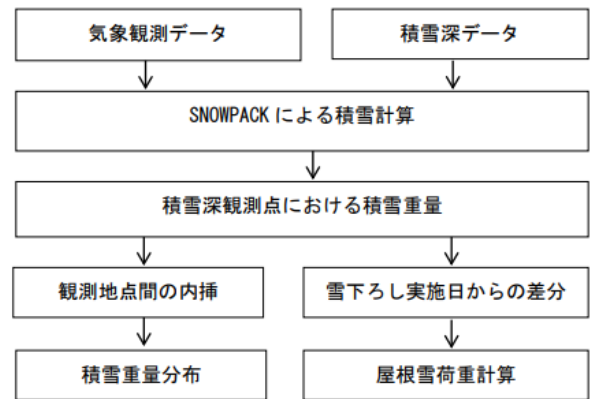 気象観測データ
積雪深データ
SNOWPACK による積雪計算
積雪深観測点における積雪重量
観測地点間の内挿
雪下ろし実施日からの差分
積雪重量分布
屋根雪荷重計算